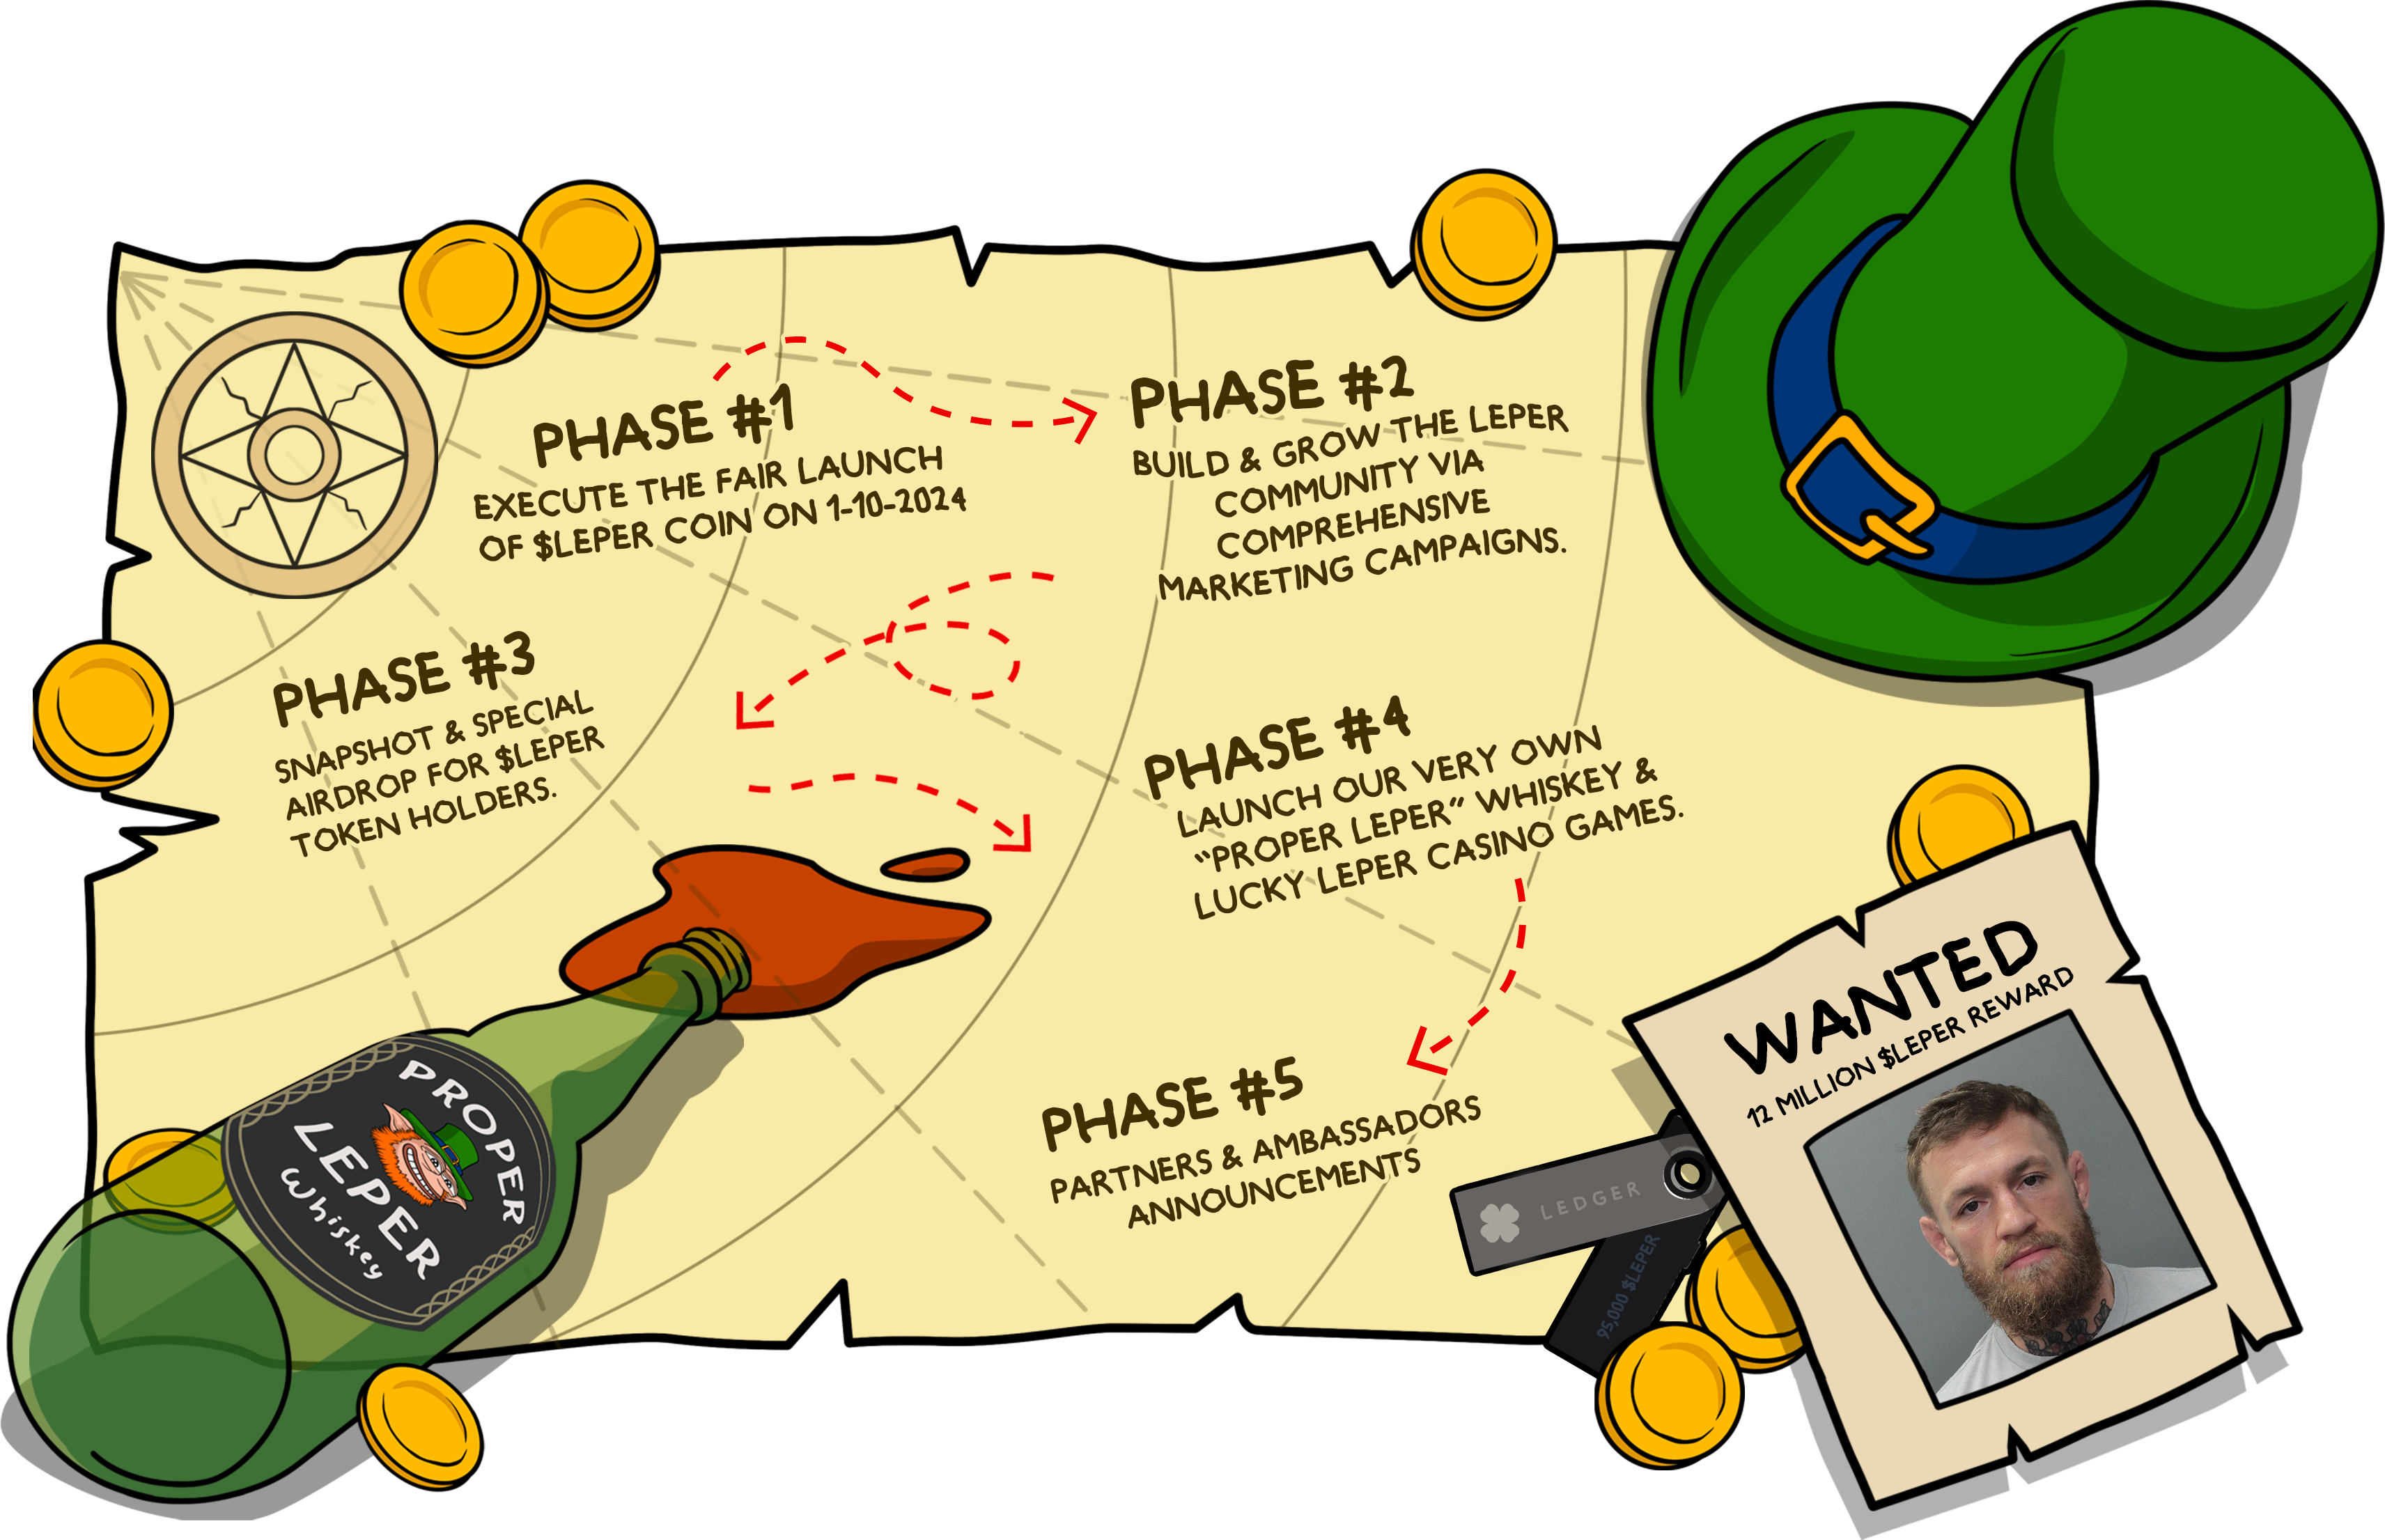 PHASE #1
EXECUTE THE FAIR LAUNCH
OF $LEPER COIN ON 1-10-2024
PHASE #2
BUILD & GROW THE LEPER
COMMUNITY VIA
COMPREHENSIVE
MARKETING CAMPAIGNS.
PHASE #3
SNAPSHOT & SPECIAL
AIRDROP FOR $LEPER
TOKEN HOLDERS.
PHASE #4
LAUNCH OUR VERY OWN
"PROPER LEPER" WHISKEY &
LUCKY LEPER CASINO GAMES.
PHASE #5
PARTNERS & AMBASSADORS
ANNOUNCEMENTS
PROPER
LEPER
Whiskey
LEDGER
95,000 $LEPER
WANTED
12 MILLION $LEPER REWARD